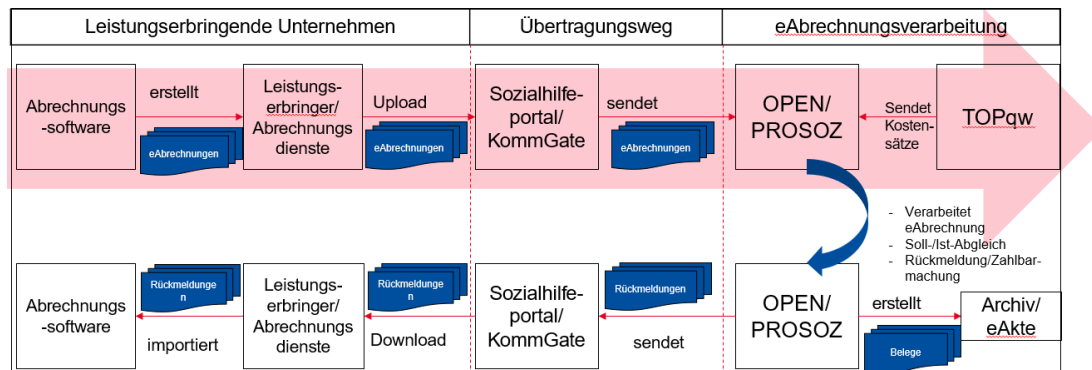 Leistungserbringende Unternehmen
Übertragungsweg
eAbrechnungsverarbeitung
Abrechnungs
-software
erstellt
eAbrechnungen
Leistungs-
erbringer/
Abrechnungs
dienste
Upload
eAbrechnungen
Sozialhilfe-
portal/
KommGate
sendet
eAbrechnungen
OPEN/
PROSOZ
Sendet
Kosten-
sätze
TOPqw
- Verarbeitet
eAbrechnung
- Soll-/Ist-Abgleich
- Rückmeldung/Zahlbar-
machung
Abrechnungs
-software
Rückmeldunge
n
importiert
Leistungs-
erbringer/
Abrechnungs
dienste
Rückmeldunge
n
Download
Sozialhilfe-
portal/
KommGate
Rückmeldungen
sendet
OPEN/
PROSOZ
erstellt
Belege
Archiv/
eAkte